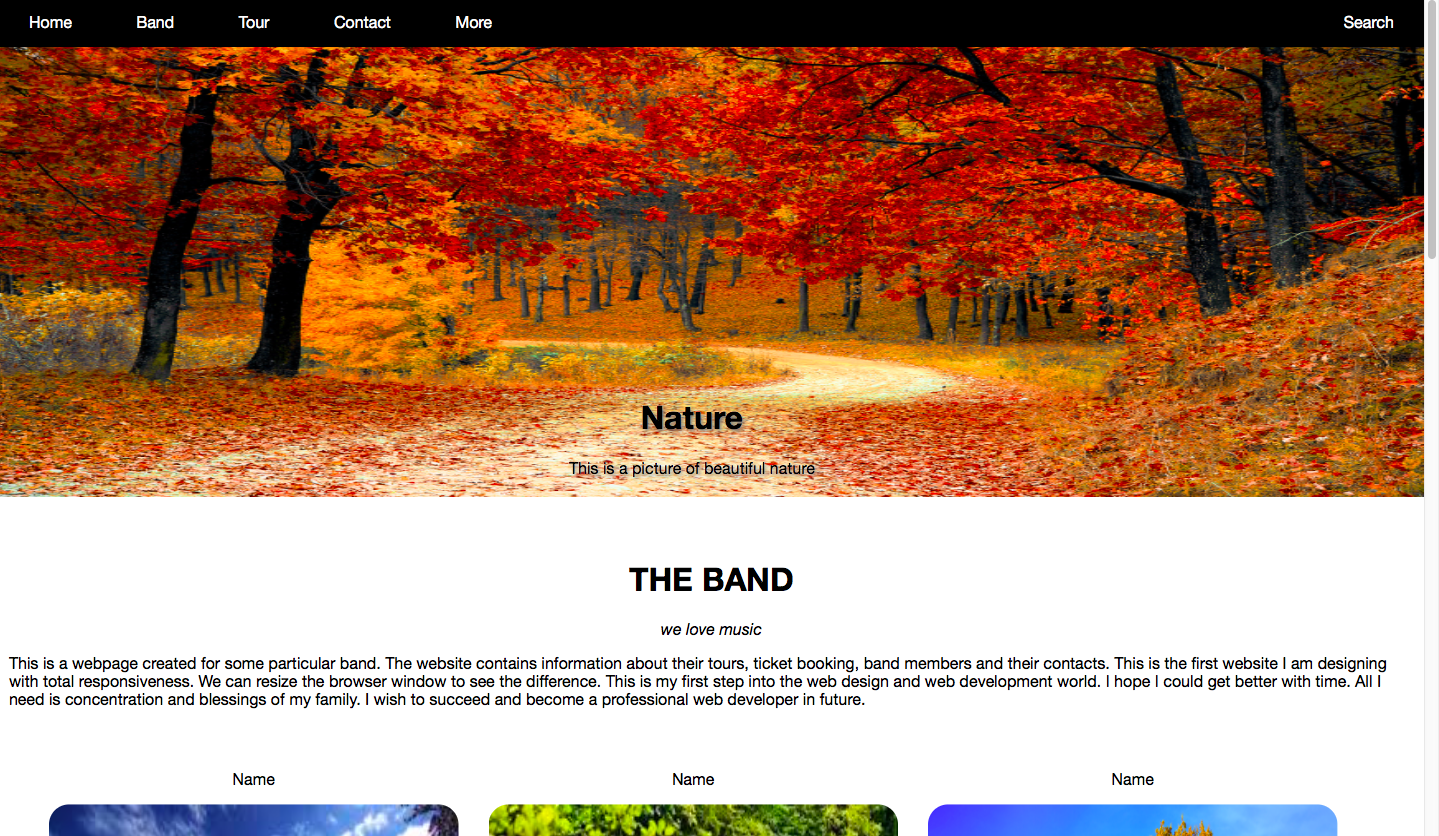 Home Band Tour Contact More Search
Nature
This is a picture of beautiful nature
THE BAND
we love music
This is a webpage created for some particular band. The website contains information about their tours, ticket booking, band members and their contacts. This is the first website I am designing
with total responsiveness. We can resize the browser window to see the difference. This is my first step into the web design and web development world. I hope I could get better with time. All I
need is concentration and blessings of my family. I wish to succeed and become a professional web developer in future.
Name Name Name